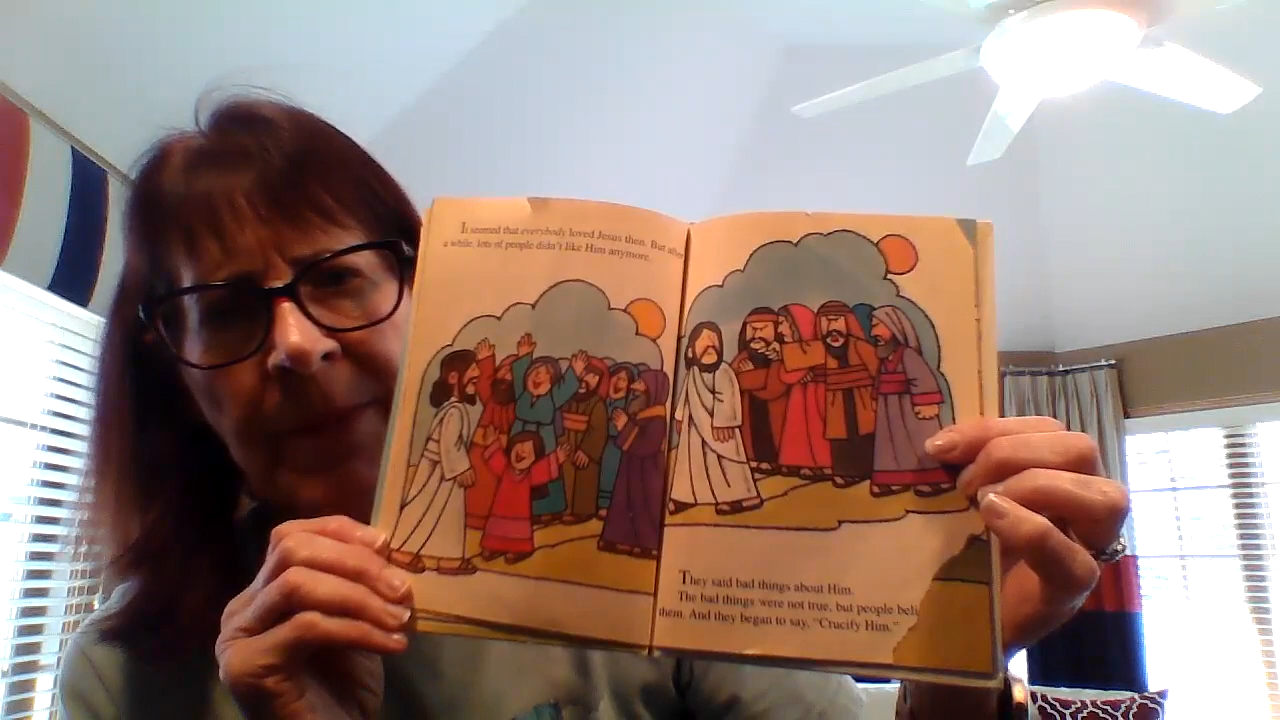 It seemed that everybody loved Jesus then. But after
a while, lots of people didn't like Him anymore.
They said bad things about Him.
The bad things were not true, but people beli
them. And they began to say, "Crucify Him."